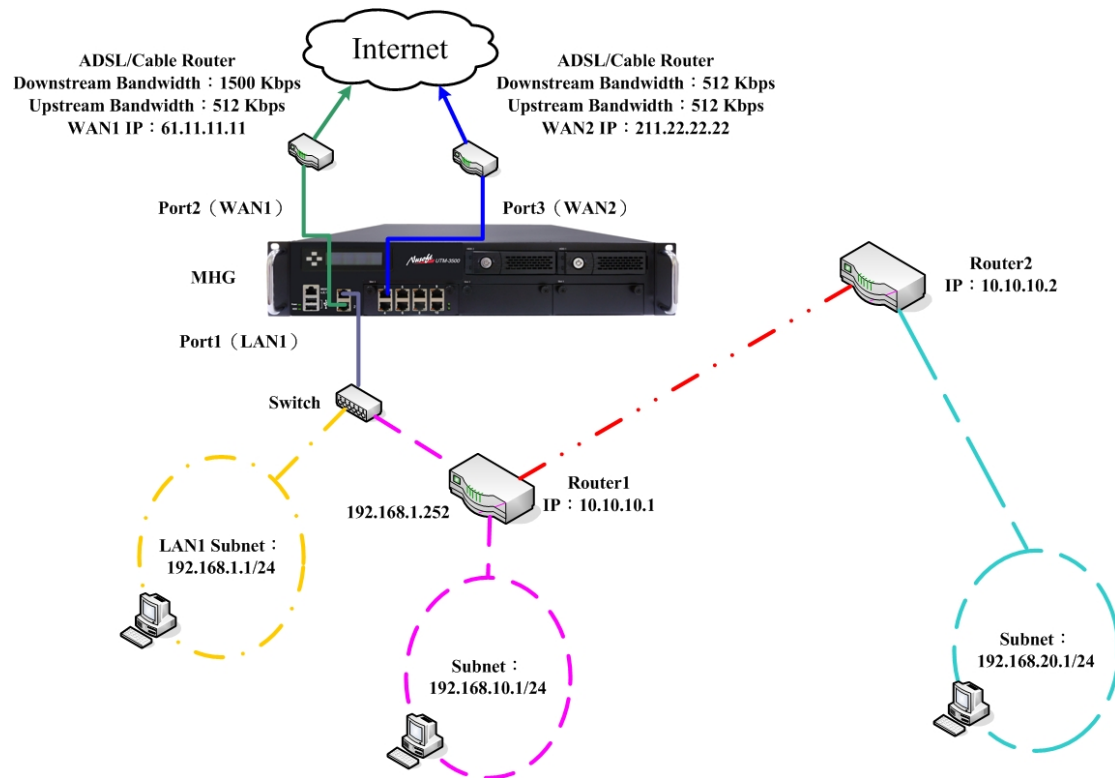 Internet
ADSL/Cable Router
Downstream Bandwidth：1500 Kbps
Upstream Bandwidth：512 Kbps
WAN1 IP：61.11.11.11
ADSL/Cable Router
Downstream Bandwidth：512 Kbps
Upstream Bandwidth：512 Kbps
WAN2 IP：211.22.22.22
Port2（WAN1）
Port3（WAN2）
MHG
UTM-3500
Port1（LAN1）
Router2
IP：10.10.10.2
Switch
Router1
IP：10.10.10.1
192.168.1.252
LAN1 Subnet：
192.168.1.1/24
Subnet：
192.168.10.1/24
Subnet：
192.168.20.1/24